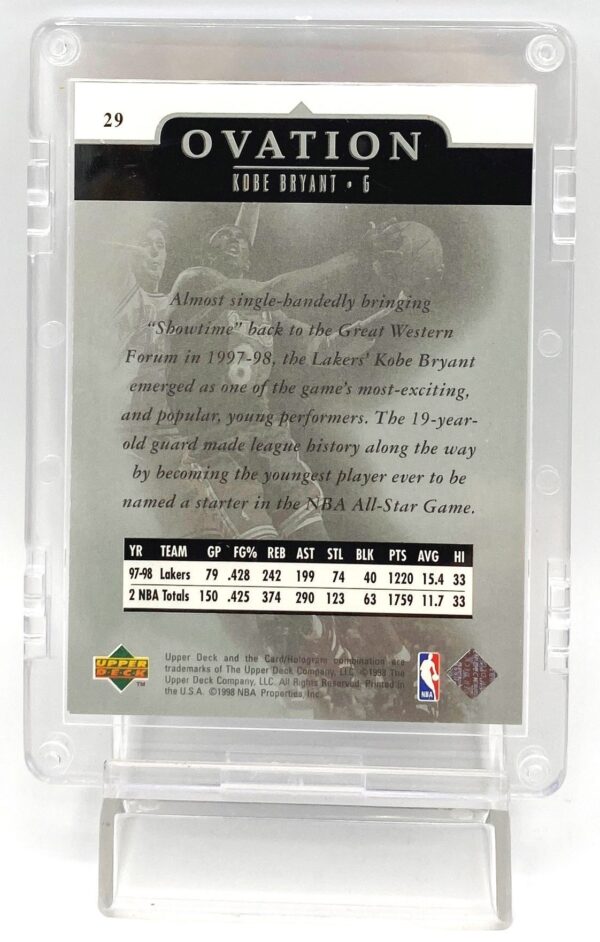 29
OVATION
KOBE BRYANT • G
Almost single-handedly bringing
"Showtime" back to the Great Western
Forum in 1997-98, the Lakers' Kobe Bryant
emerged as one of the game's most-exciting,
and popular, young performers. The 19-year-
old guard made league history along the way
by becoming the youngest player ever to be
named a starter in the NBA All-Star Game.
YR TEAM GP FG% REB AST STL BLK PTS AVG HI
97-98 Lakers 79 .428 242 199 74 40 1220 15.4 33
2 NBA Totals 150 .425 374 290 123 63 1759 11.7 33
UPPER
DECK
TM
Upper Deck and the Card/Hologram combination are
trademarks of The Upper Deck Company, LLC ©1998 The
Upper Deck Company, LLC. All Rights Reserved. Printed in
the U.S.A. ©1998 NBA Properties, Inc.
NBA
8